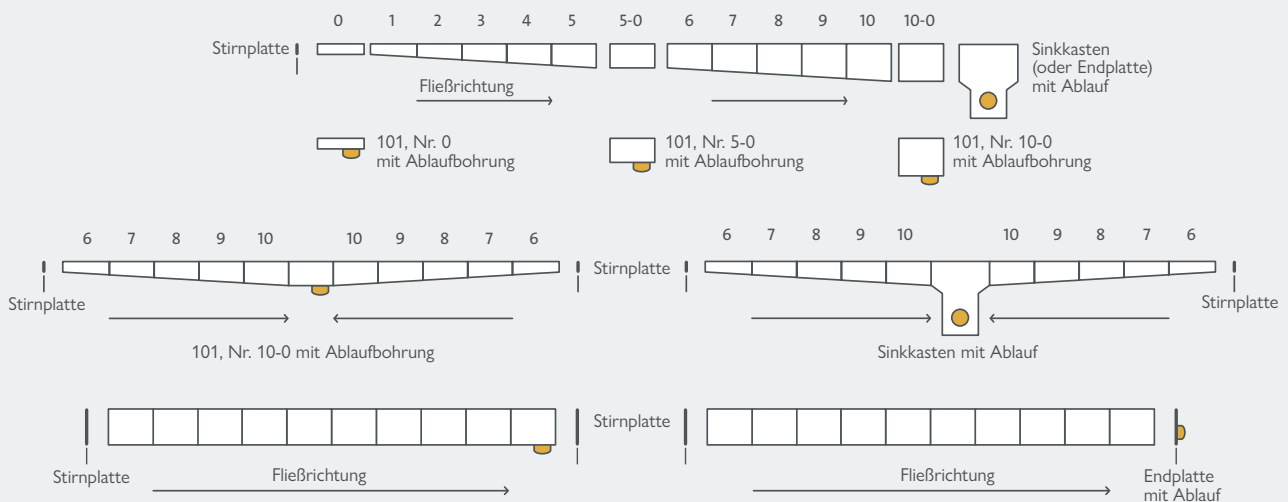 0 1 2 3 4 5 5-0 6 7 8 9 10 10-0
Stirnplatte
Sinkkasten
(oder Endplatte)
mit Ablauf
Fließrichtung
101, Nr. 0
mit Ablaufbohrung
101, Nr. 5-0
mit Ablaufbohrung
101, Nr. 10-0
mit Ablaufbohrung
6 7 8 9 10 10 9 8 7 6
6 7 8 9 10 10 9 8 7 6
Stirnplatte
Stirnplatte
Stirnplatte
101, Nr. 10-0 mit Ablaufbohrung
Sinkkasten mit Ablauf
Stirnplatte
Stirnplatte
Fließrichtung
Fließrichtung
Endplatte
mit Ablauf